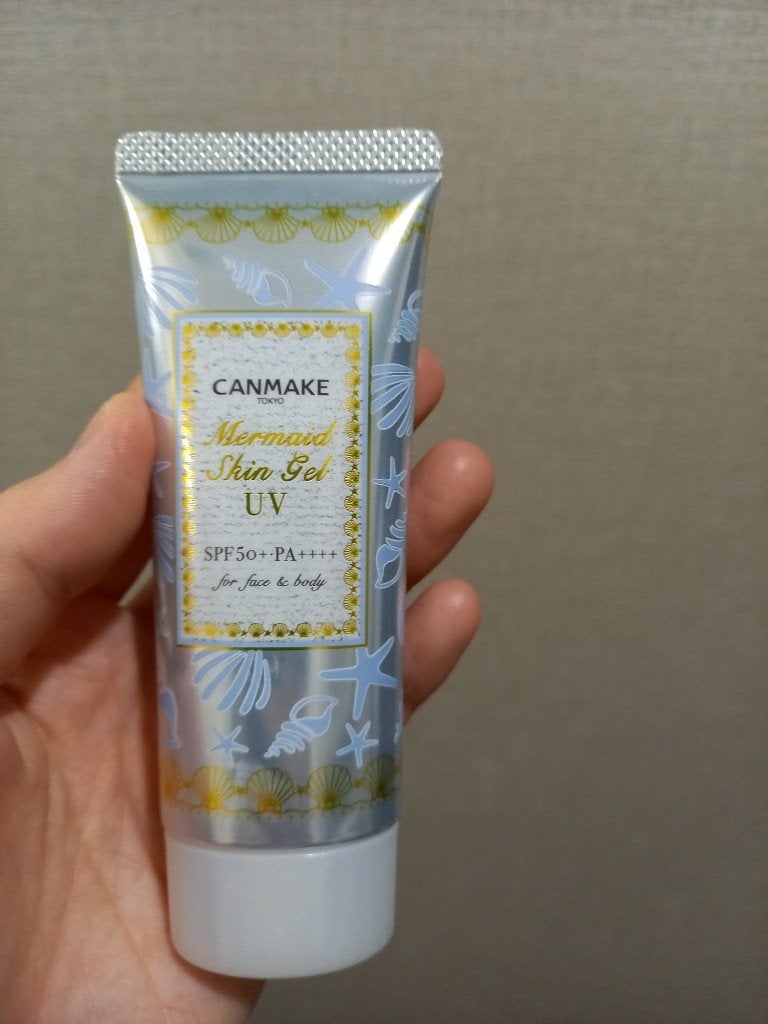 CANMAKE
TOKYO
Mermaid
Skin Gel
UV
SPF50+·PA++++
for face & body